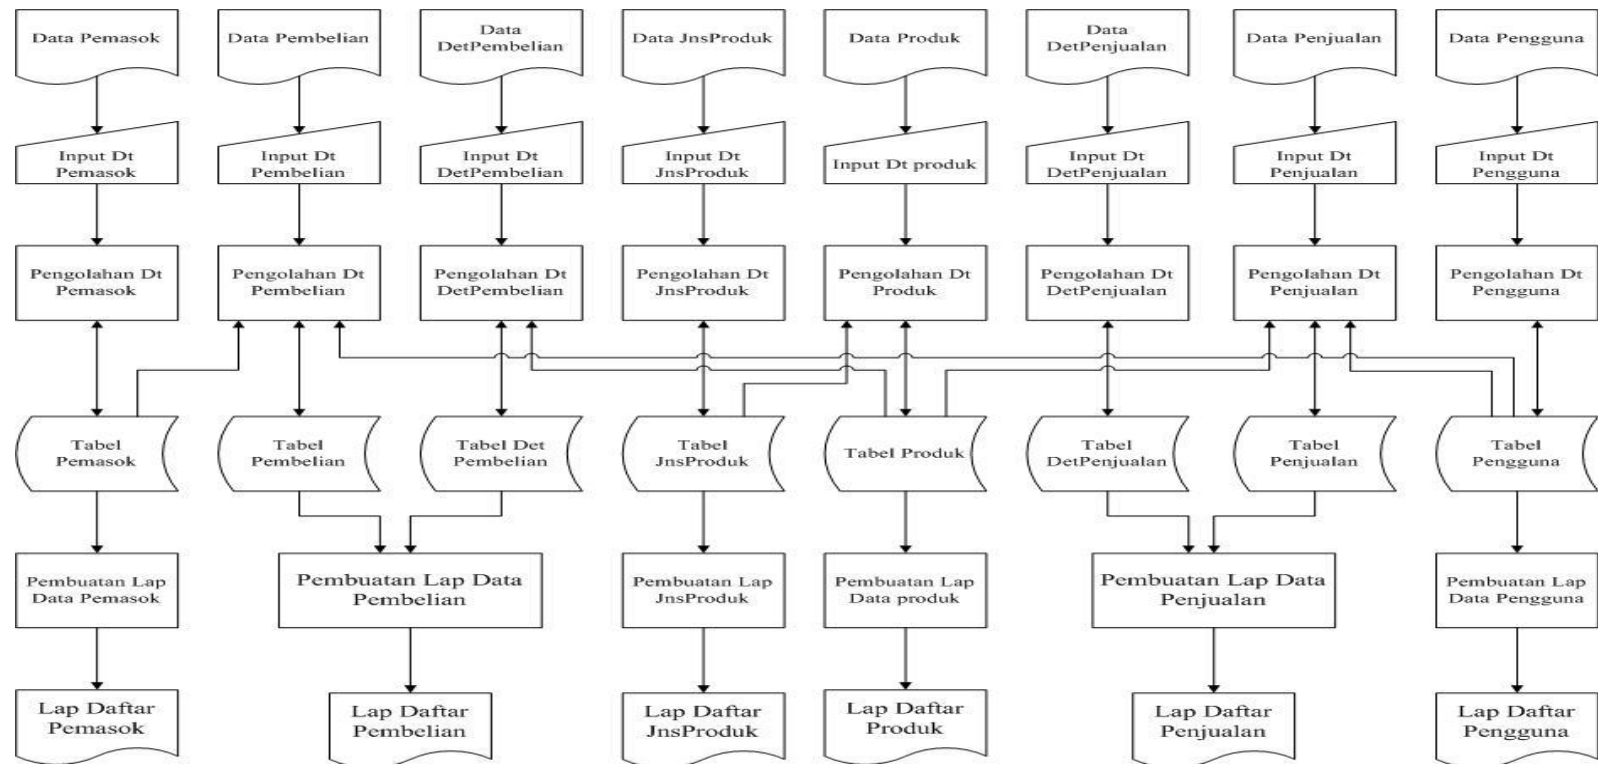 Data Pemasok
Data Pembelian
Data
DetPembelian
Data JnsProduk
Data Produk
Data
DetPenjualan
Data Penjualan
Data Pengguna
Input Dt
Pemasok
Input Dt
Pembelian
Input Dt
DetPembelian
Input Dt
JnsProduk
Input Dt produk
Input Dt
DetPenjualan
Input Dt
Penjualan
Input Dt
Pengguna
Pengolahan Dt
Pemasok
Pengolahan Dt
Pembelian
Pengolahan Dt
DetPembelian
Pengolahan Dt
JnsProduk
Pengolahan Dt
Produk
Pengolahan Dt
DetPenjualan
Pengolahan Dt
Penjualan
Pengolahan Dt
Pengguna
Tabel
Pemasok
Tabel
Pembelian
Tabel Det
Pembelian
Tabel
JnsProduk
Tabel Produk
Tabel
DetPenjualan
Tabel
Penjualan
Tabel
Pengguna
Pembuatan Lap
Data Pemasok
Pembuatan Lap Data
Pembelian
Pembuatan Lap
JnsProduk
Pembuatan Lap
Data produk
Pembuatan Lap Data
Penjualan
Pembuatan Lap
Data Pengguna
Lap Daftar
Pemasok
Lap Daftar
Pembelian
Lap Daftar
JnsProduk
Lap Daftar
Produk
Lap Daftar
Penjualan
Lap Daftar
Pengguna